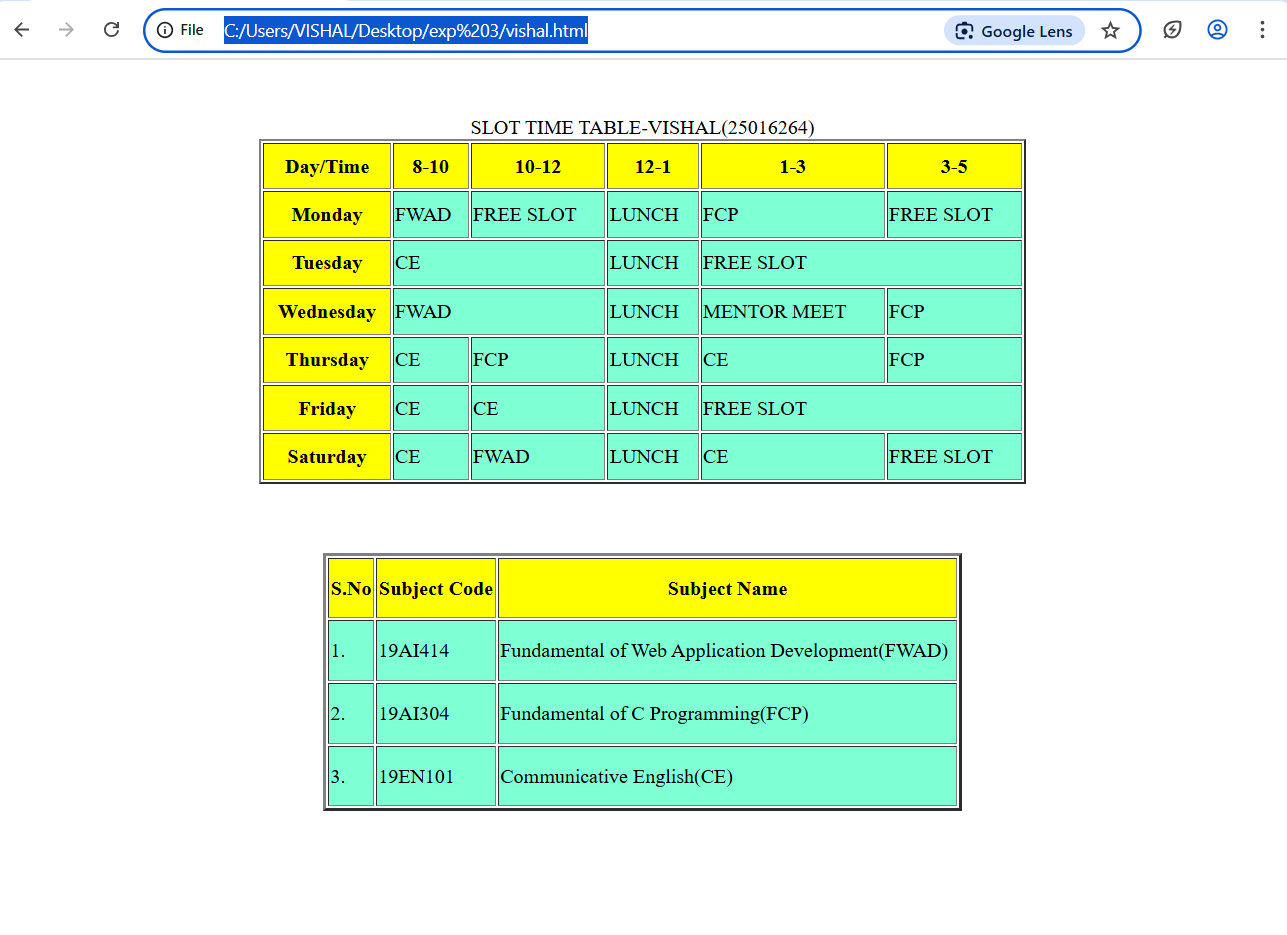 File C:/Users/VISHAL/Desktop/exp%203/vishal.html Google Lens
SLOT TIME TABLE-VISHAL(25016264)
Day/Time 8-10 10-12 12-1 1-3 3-5
Monday FWAD FREE SLOT LUNCH FCP FREE SLOT
Tuesday CE LUNCH FREE SLOT
Wednesday FWAD LUNCH MENTOR MEET FCP
Thursday CE FCP LUNCH CE FCP
Friday CE CE LUNCH FREE SLOT
Saturday CE FWAD LUNCH CE FREE SLOT
S.No Subject Code Subject Name
1. 19AI414 Fundamental of Web Application Development(FWAD)
2. 19AI304 Fundamental of C Programming(FCP)
3. 19EN101 Communicative English(CE)